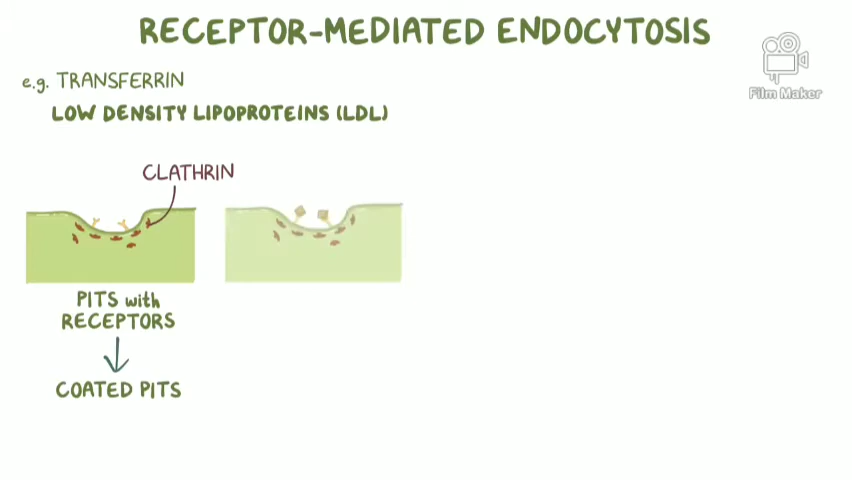 RECEPTOR-MEDIATED ENDOCYTOSIS
e.g. TRANSFERRIN
LOW DENSITY LIPOPROTEINS (LDL)
Film Maker
CLATHRIN
PITS with
RECEPTORS
COATED PITS